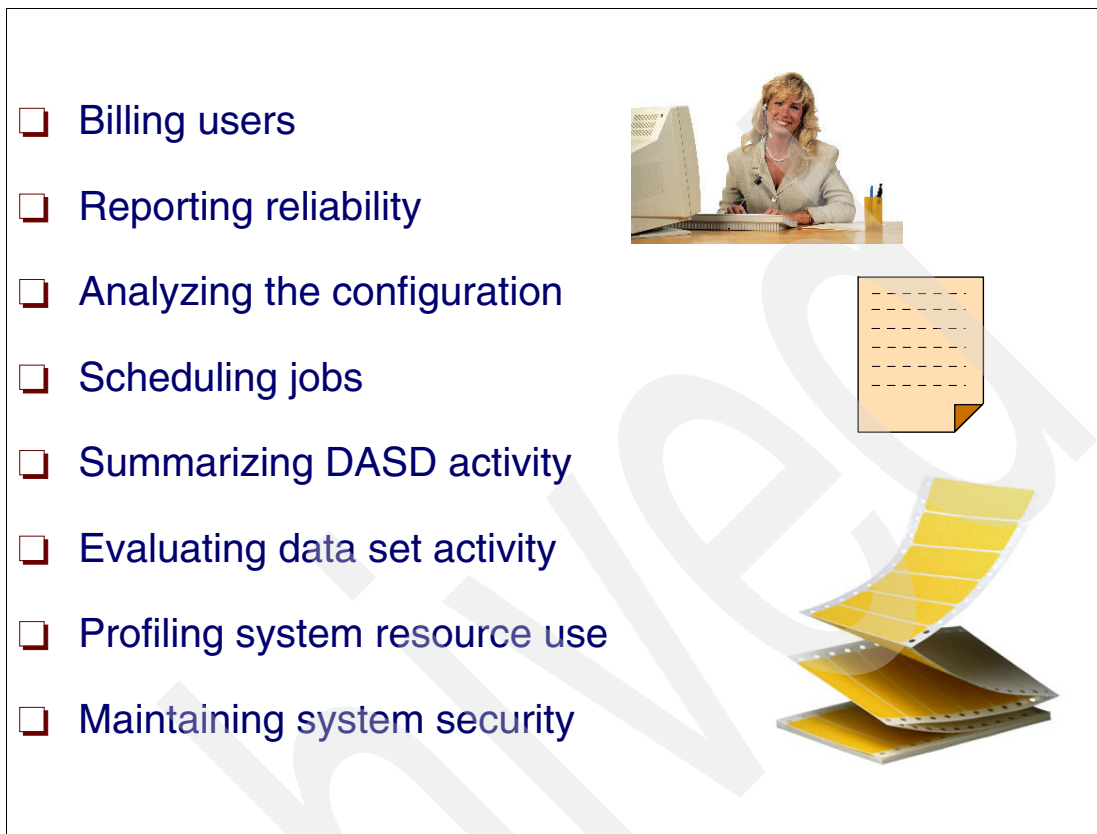 Billing users
Reporting reliability
Analyzing the configuration
Scheduling jobs
Summarizing DASD activity
Evaluating data set activity
Profiling system resource use
Maintaining system security